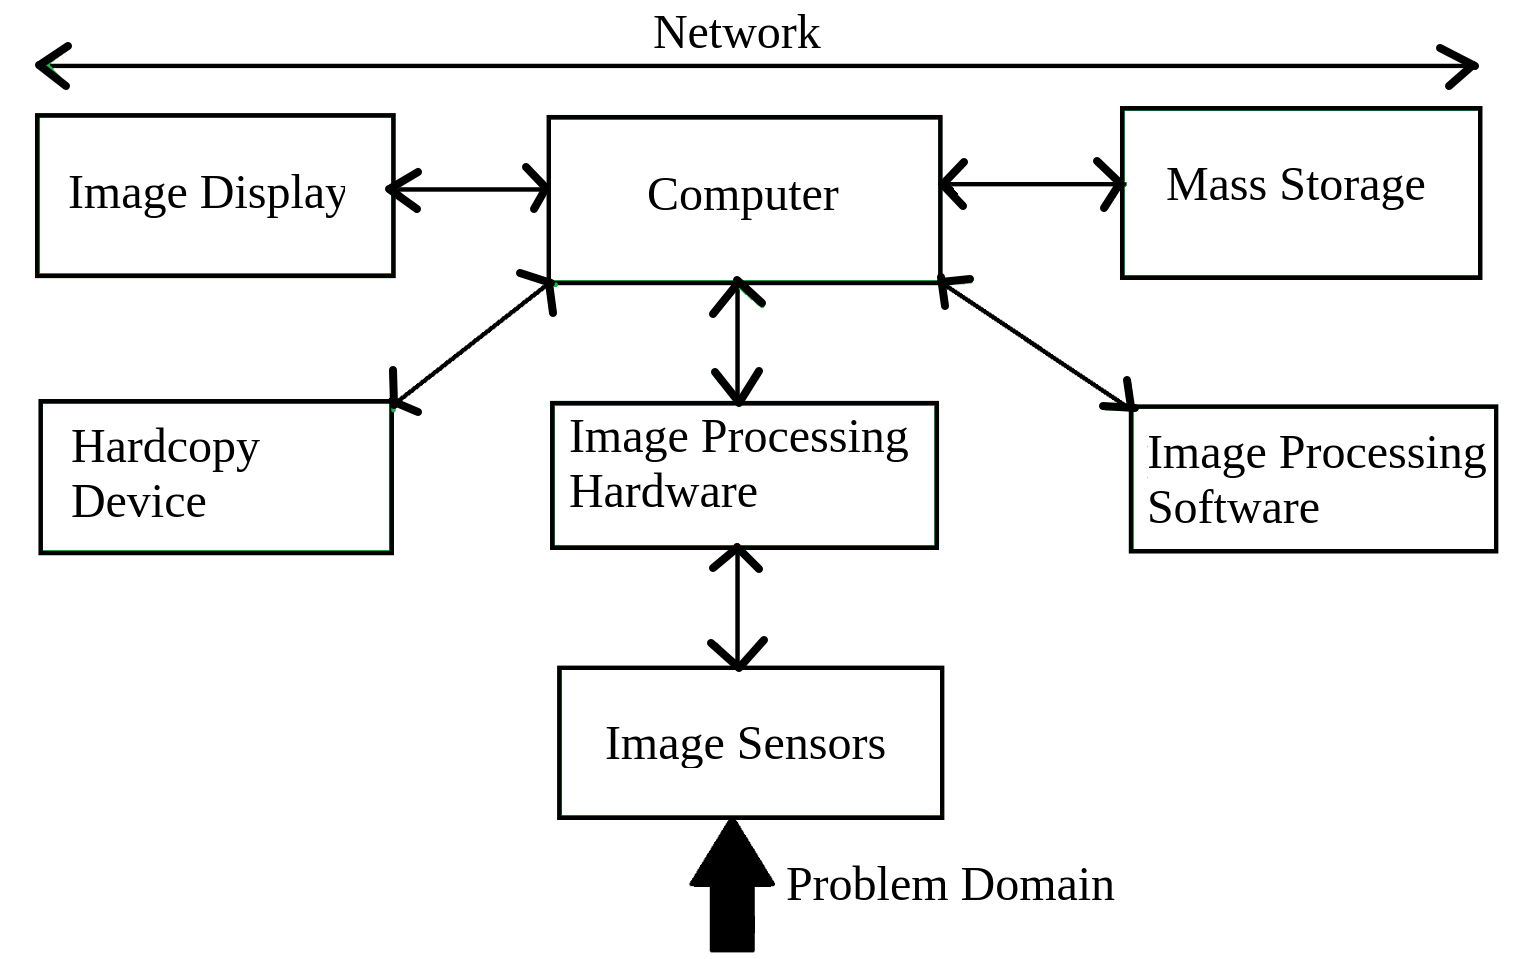 Network
Image Display
Computer
Mass Storage
Hardcopy
Device
Image Processing
Hardware
Image Processing
Software
Image Sensors
Problem Domain